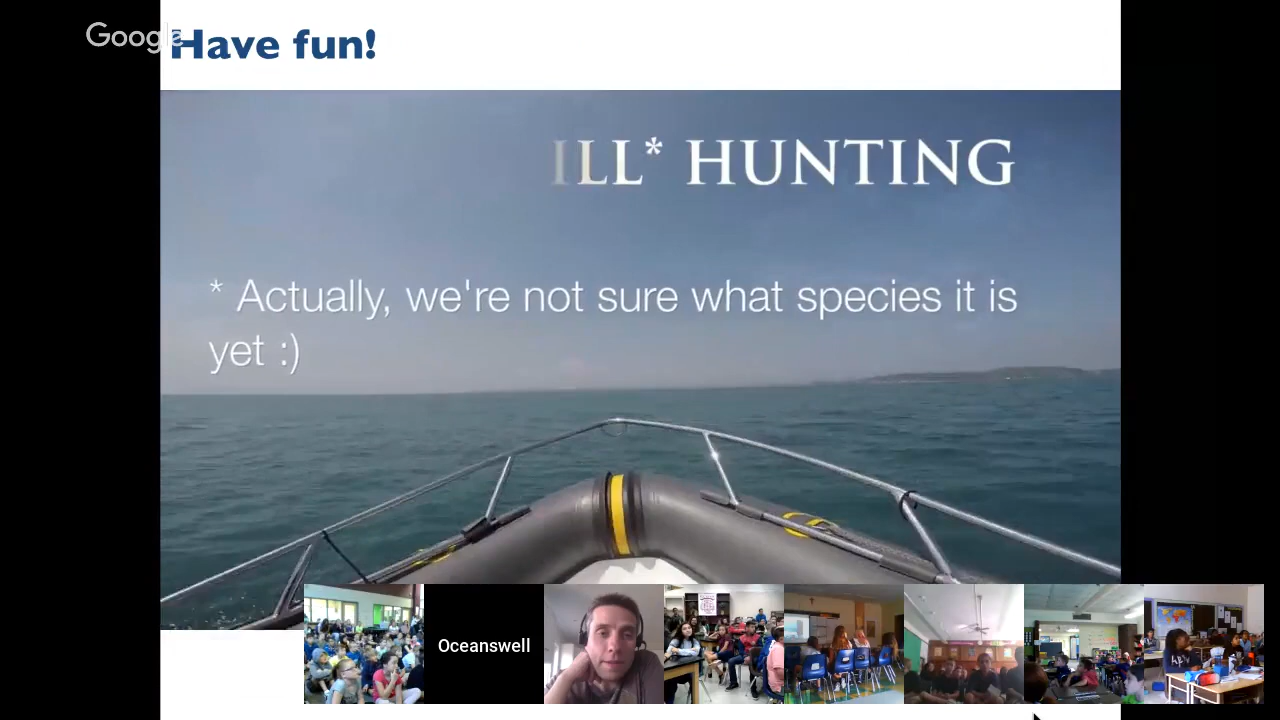 Google
Have fun!
ILL* HUNTING
* Actually, we're not sure what species it is
yet :)
Oceanswell